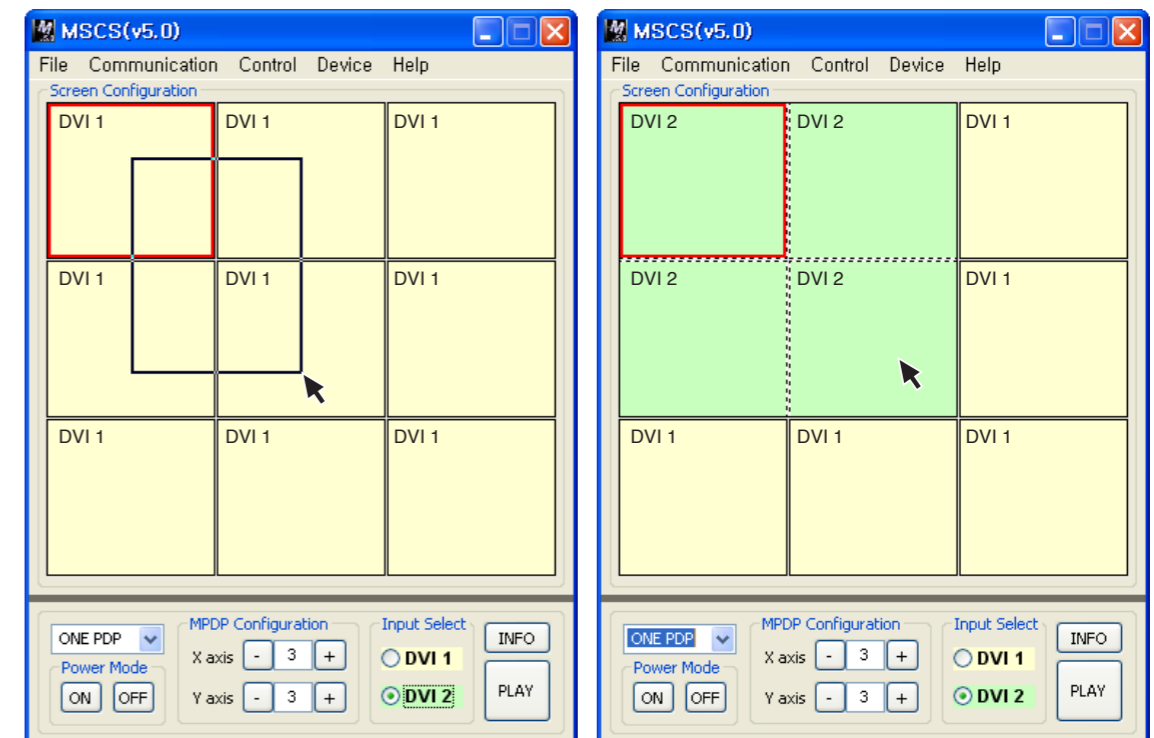 MSCS(v5.0)
File Communication Control Device Help
Screen Configuration
DVI 1 DVI 1 DVI 1
DVI 1 DVI 1 DVI 1
DVI 1 DVI 1 DVI 1
ONE PDP
Power Mode
ON OFF
MPDP Configuration
X axis - 3 +
Y axis - 3 +
Input Select
DVI 1
DVI 2
INFO
PLAY
MSCS(v5.0)
File Communication Control Device Help
Screen Configuration
DVI 2 DVI 2 DVI 1
DVI 2 DVI 2 DVI 1
DVI 1 DVI 1 DVI 1
ONE PDP
Power Mode
ON OFF
MPDP Configuration
X axis - 3 +
Y axis - 3 +
Input Select
DVI 1
DVI 2
INFO
PLAY